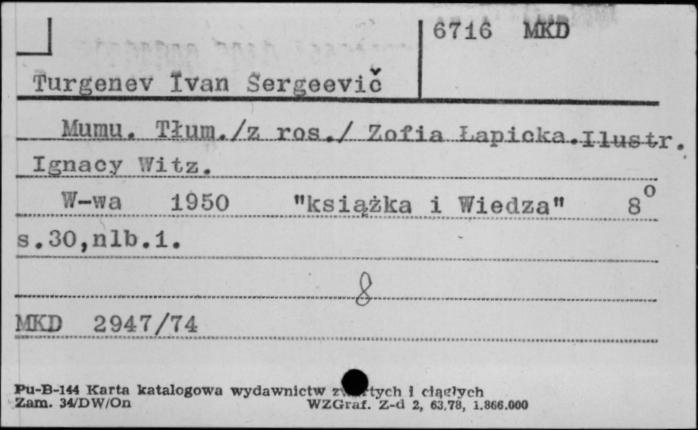 6716 MKD
Turgenev Ivan Sergeevič
Mumu. Tłum./z ros./ Zofia Łapicka. Ilustr.
Ignacy Witz.
W-wa 1950 "książka i Wiedza" 8°
s.30,nlb.1.
8
MKD 2947/74
Pu-B-144 Karta katalogowa wydawnictw i ciągłych
Zam. 34/DW/On WZGraf. Z-d 2, 63.78, 1.866.000